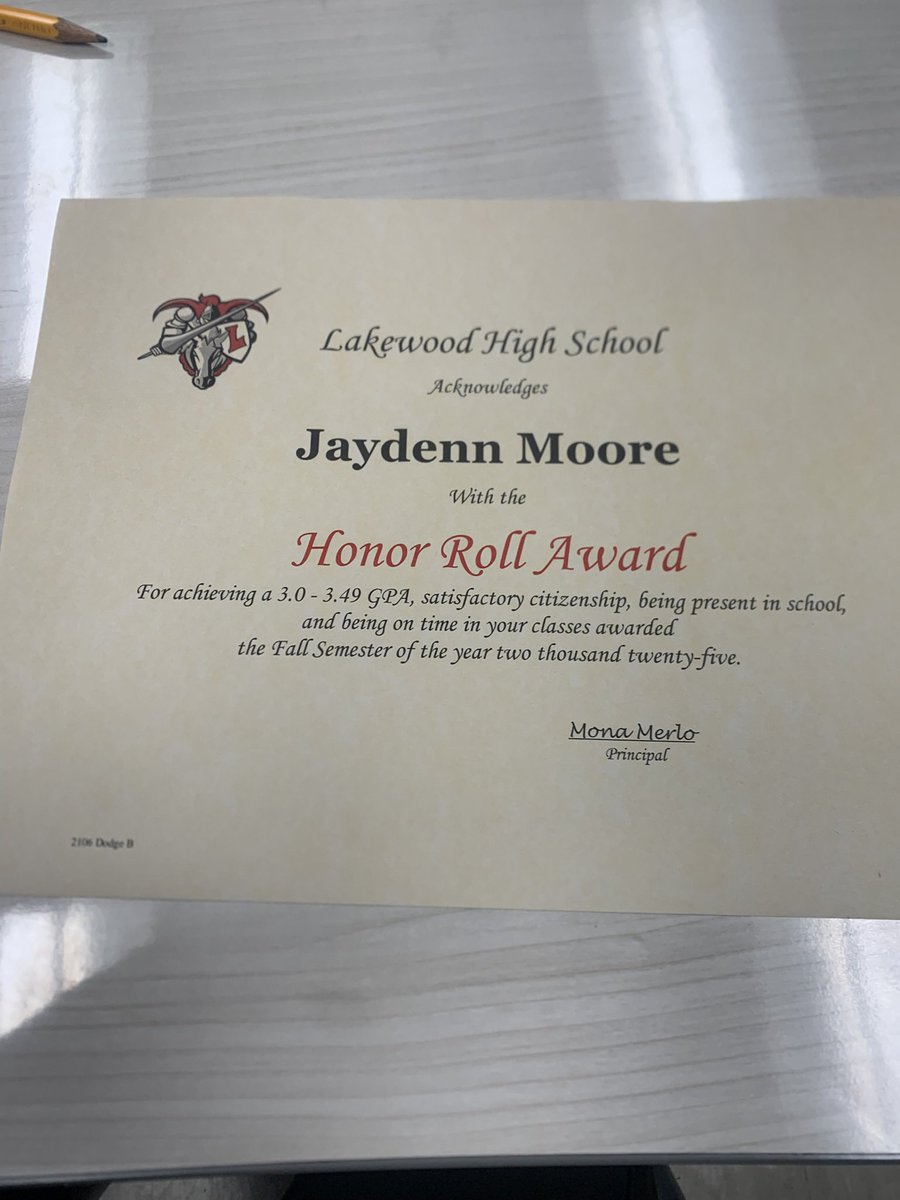 L
Lakewood High School
Acknowledges
Jaydenn Moore
With the
Honor Roll Award
For achieving a 3.0 - 3.49 GPA, satisfactory citizenship, being present in school,
and being on time in your classes awarded
the Fall Semester of the year two thousand twenty-five.
Mona Merlo
Principal
2106 Dodge B